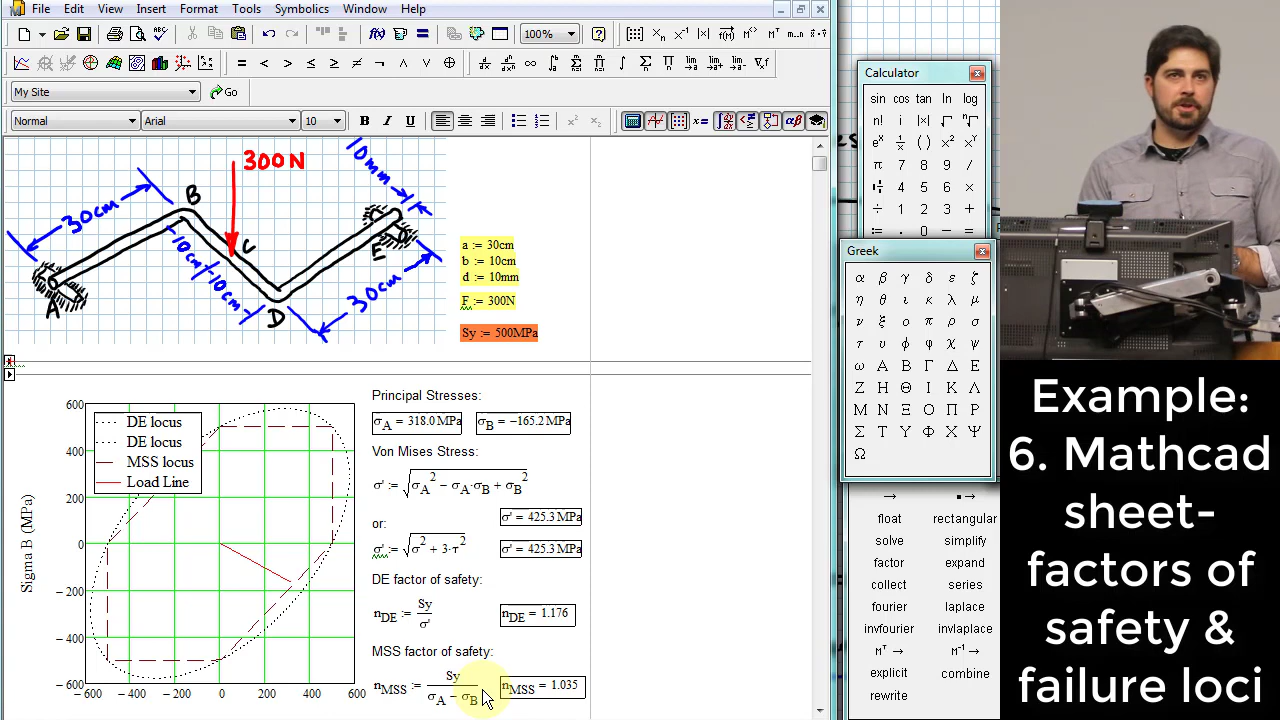 File Edit View Insert Format Tools Symbolics Window Help
100%
My Site Go
Normal Arial 10 B I U
300N
10mm
30cm
B
C
10cm
10cm
E
30cm
A
D
a := 30cm
b := 10cm
d := 10mm
F := 300N
Sy := 500MPa
Principal Stresses:
σA = 318.0 MPa σB = −165.2 MPa
Von Mises Stress:
σ' := √σA² − σA·σB + σB²
σ' = 425.3 MPa
or:
σ' := √σ² + 3·τ²
σ' = 425.3 MPa
DE factor of safety:
nDE := Sy/σ'
nDE = 1.176
MSS factor of safety:
nMSS := Sy/σA − σB
nMSS = 1.035
DE locus
DE locus
MSS locus
Load Line
Sigma B (MPa)
600
400
200
0
− 200
− 400
− 600
− 600 − 400 − 200 0 200 400 600
Calculator
sin cos tan ln log
n! i |×| √ ⁿ√
eˣ 1/× ( ) ×² ×ʸ
π 7 8 9 /
4 5 6 ×
÷ 1 2 3 +
:= . 0 − =
Greek
α β γ δ ε ζ
η θ ι κ λ μ
ν ξ ο π ρ σ
τ υ φ χ ψ
ω Α Β Γ Δ Ε
Ζ Η Θ Ι Κ Λ
Μ Ν Ξ Ο Π Ρ
Σ Τ Υ Φ Χ Ψ
Ω
→ ▪→
float rectangular
solve simplify
factor expand
collect series
fourier laplace
invfourier invlaplace
Mᵀ → M⁻¹ →
explicit combine
rewrite
Example:
6. Mathcad
sheet-
factors of
safety &
failure loci